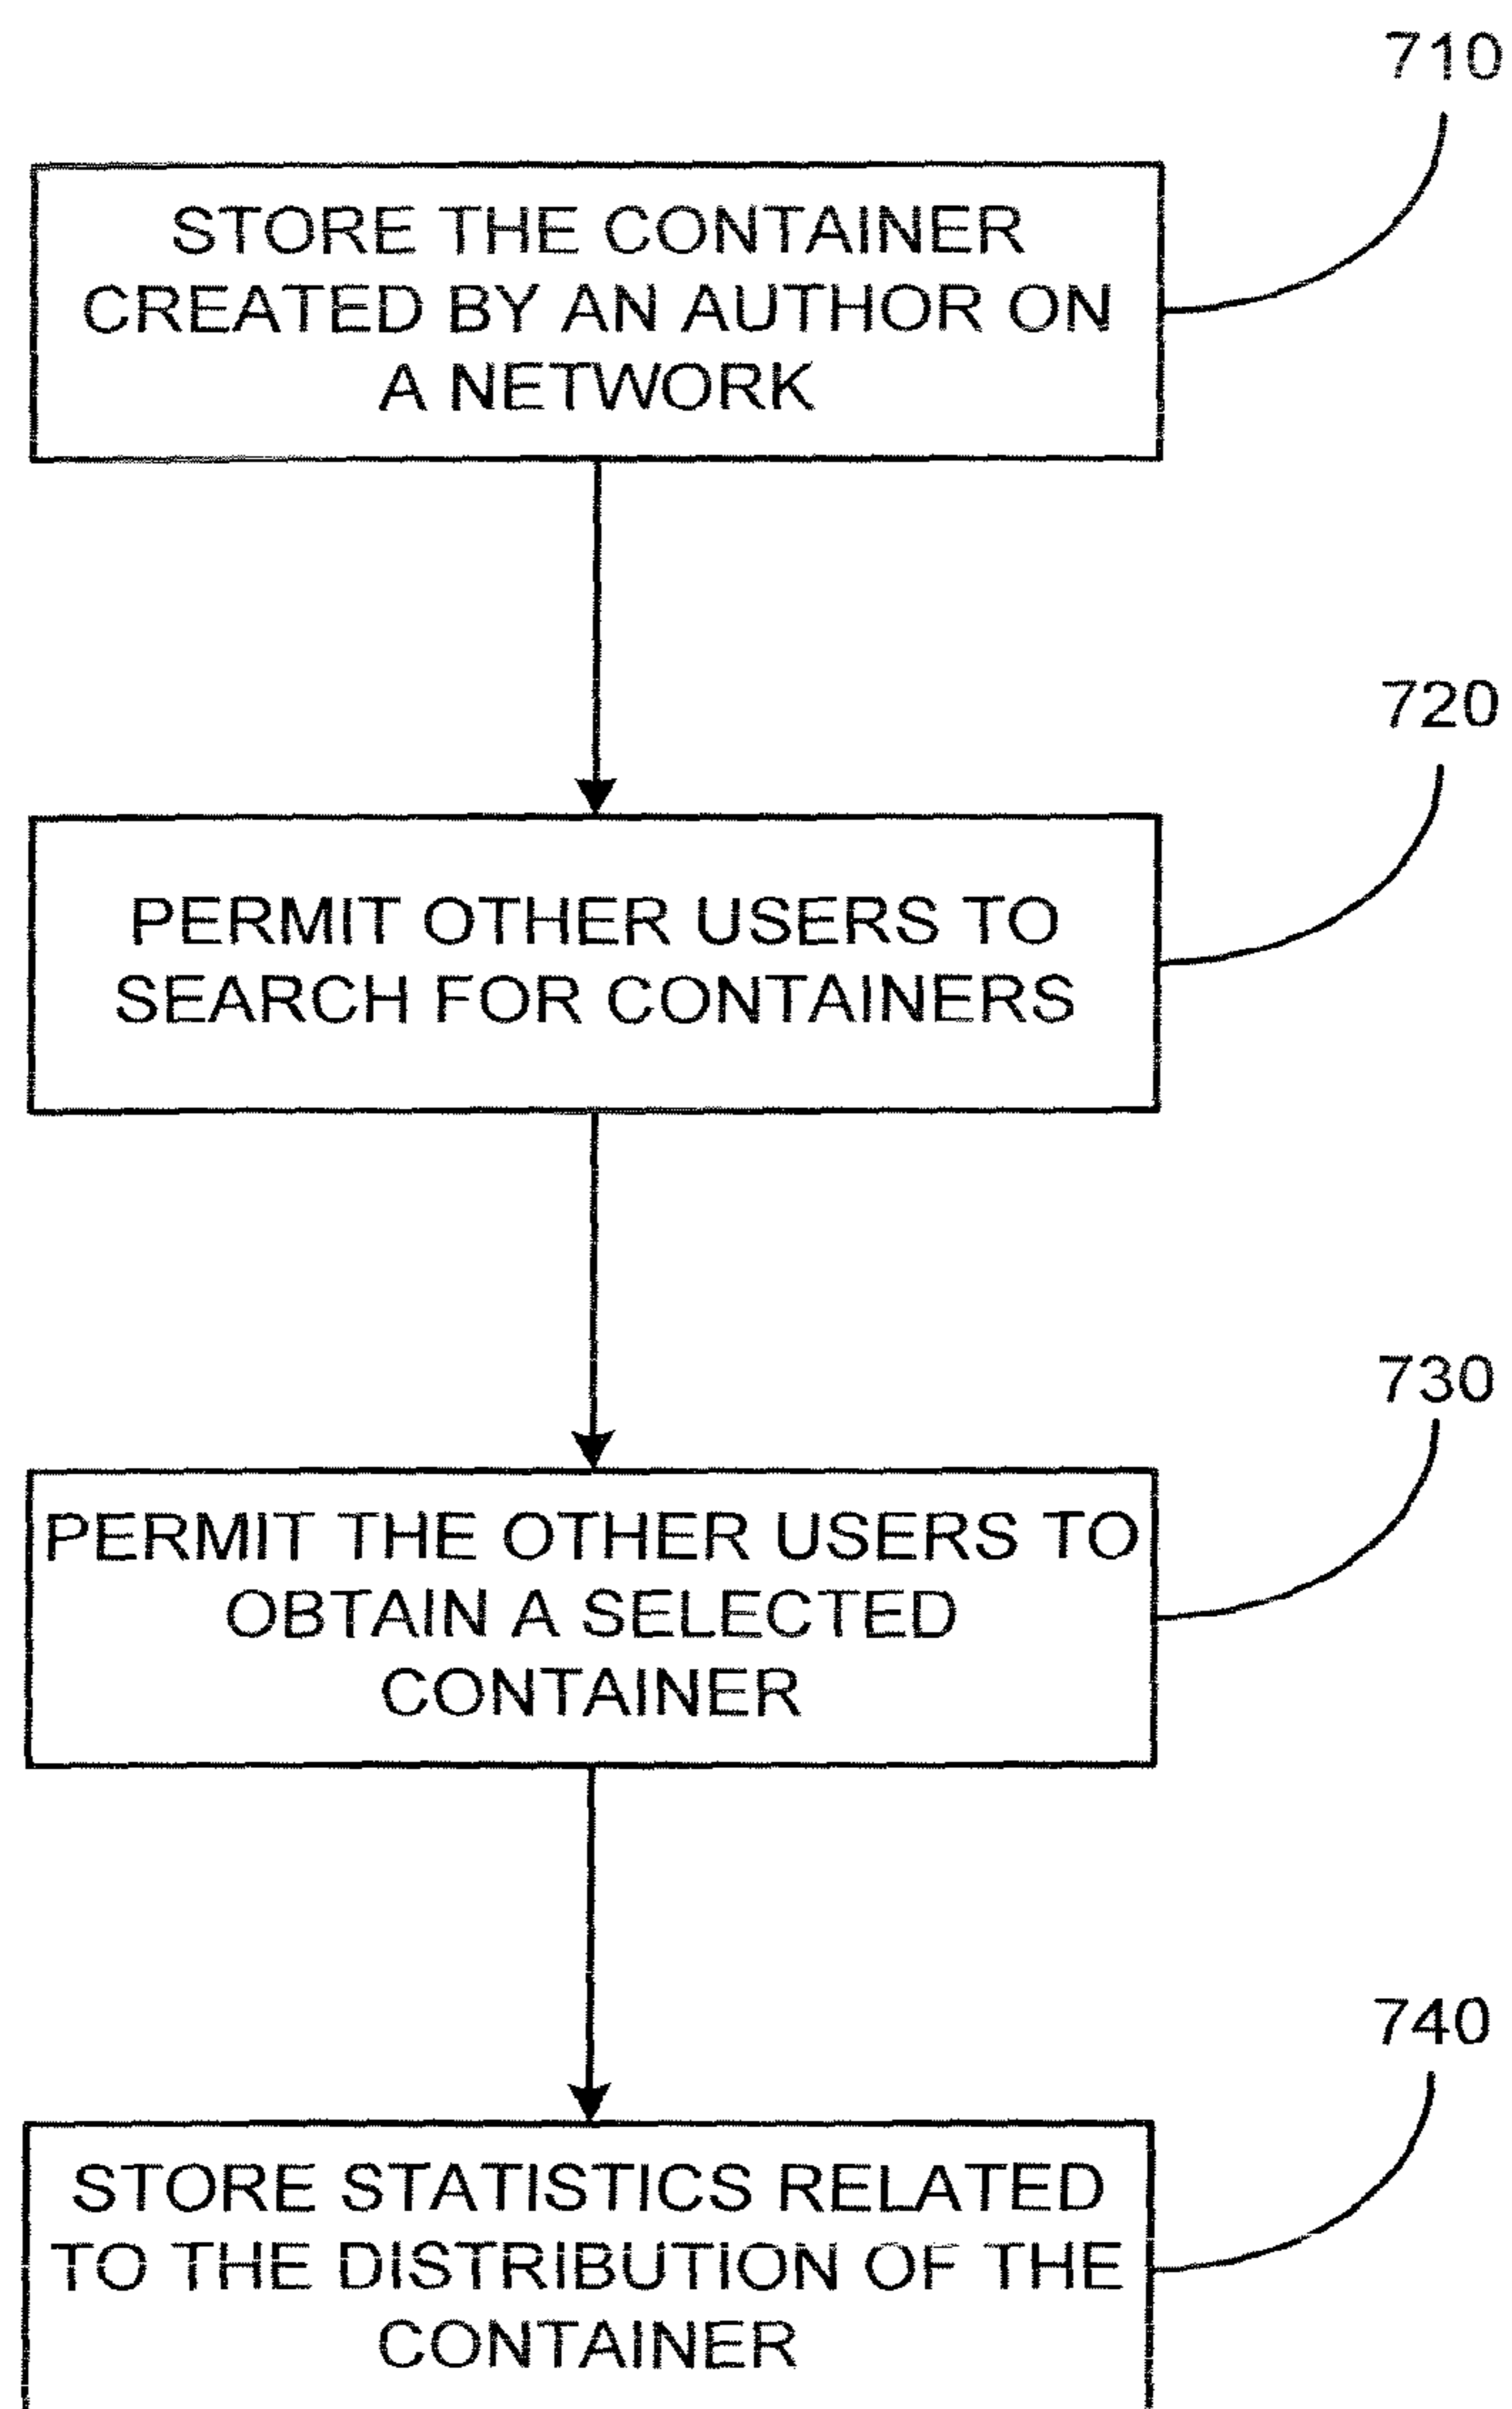 710
STORE THE CONTAINER
CREATED BY AN AUTHOR ON
A NETWORK
720
PERMIT OTHER USERS TO
SEARCH FOR CONTAINERS
730
PERMIT THE OTHER USERS TO
OBTAIN A SELECTED
CONTAINER
740
STORE STATISTICS RELATED
TO THE DISTRIBUTION OF THE
CONTAINER